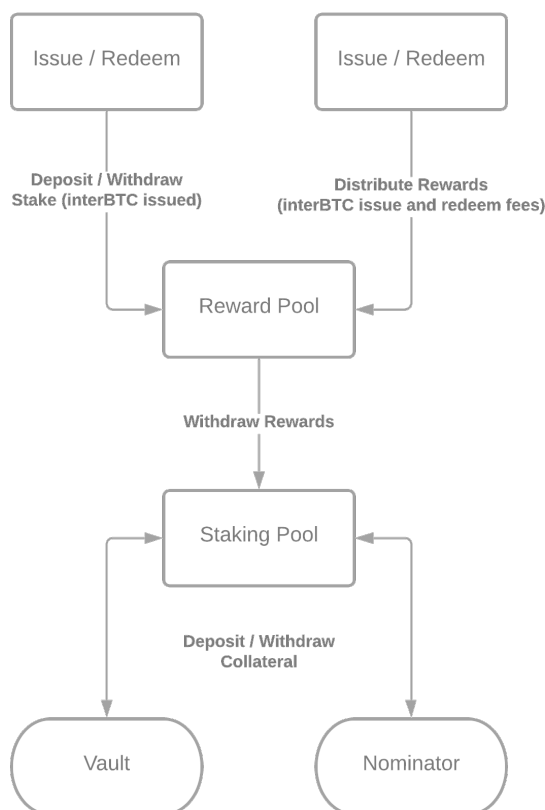 Issue / Redeem
Issue / Redeem
Deposit / Withdraw
Stake (interBTC issued)
Distribute Rewards
(interBTC issue and redeem fees)
Reward Pool
Withdraw Rewards
Staking Pool
Deposit / Withdraw
Collateral
Vault
Nominator